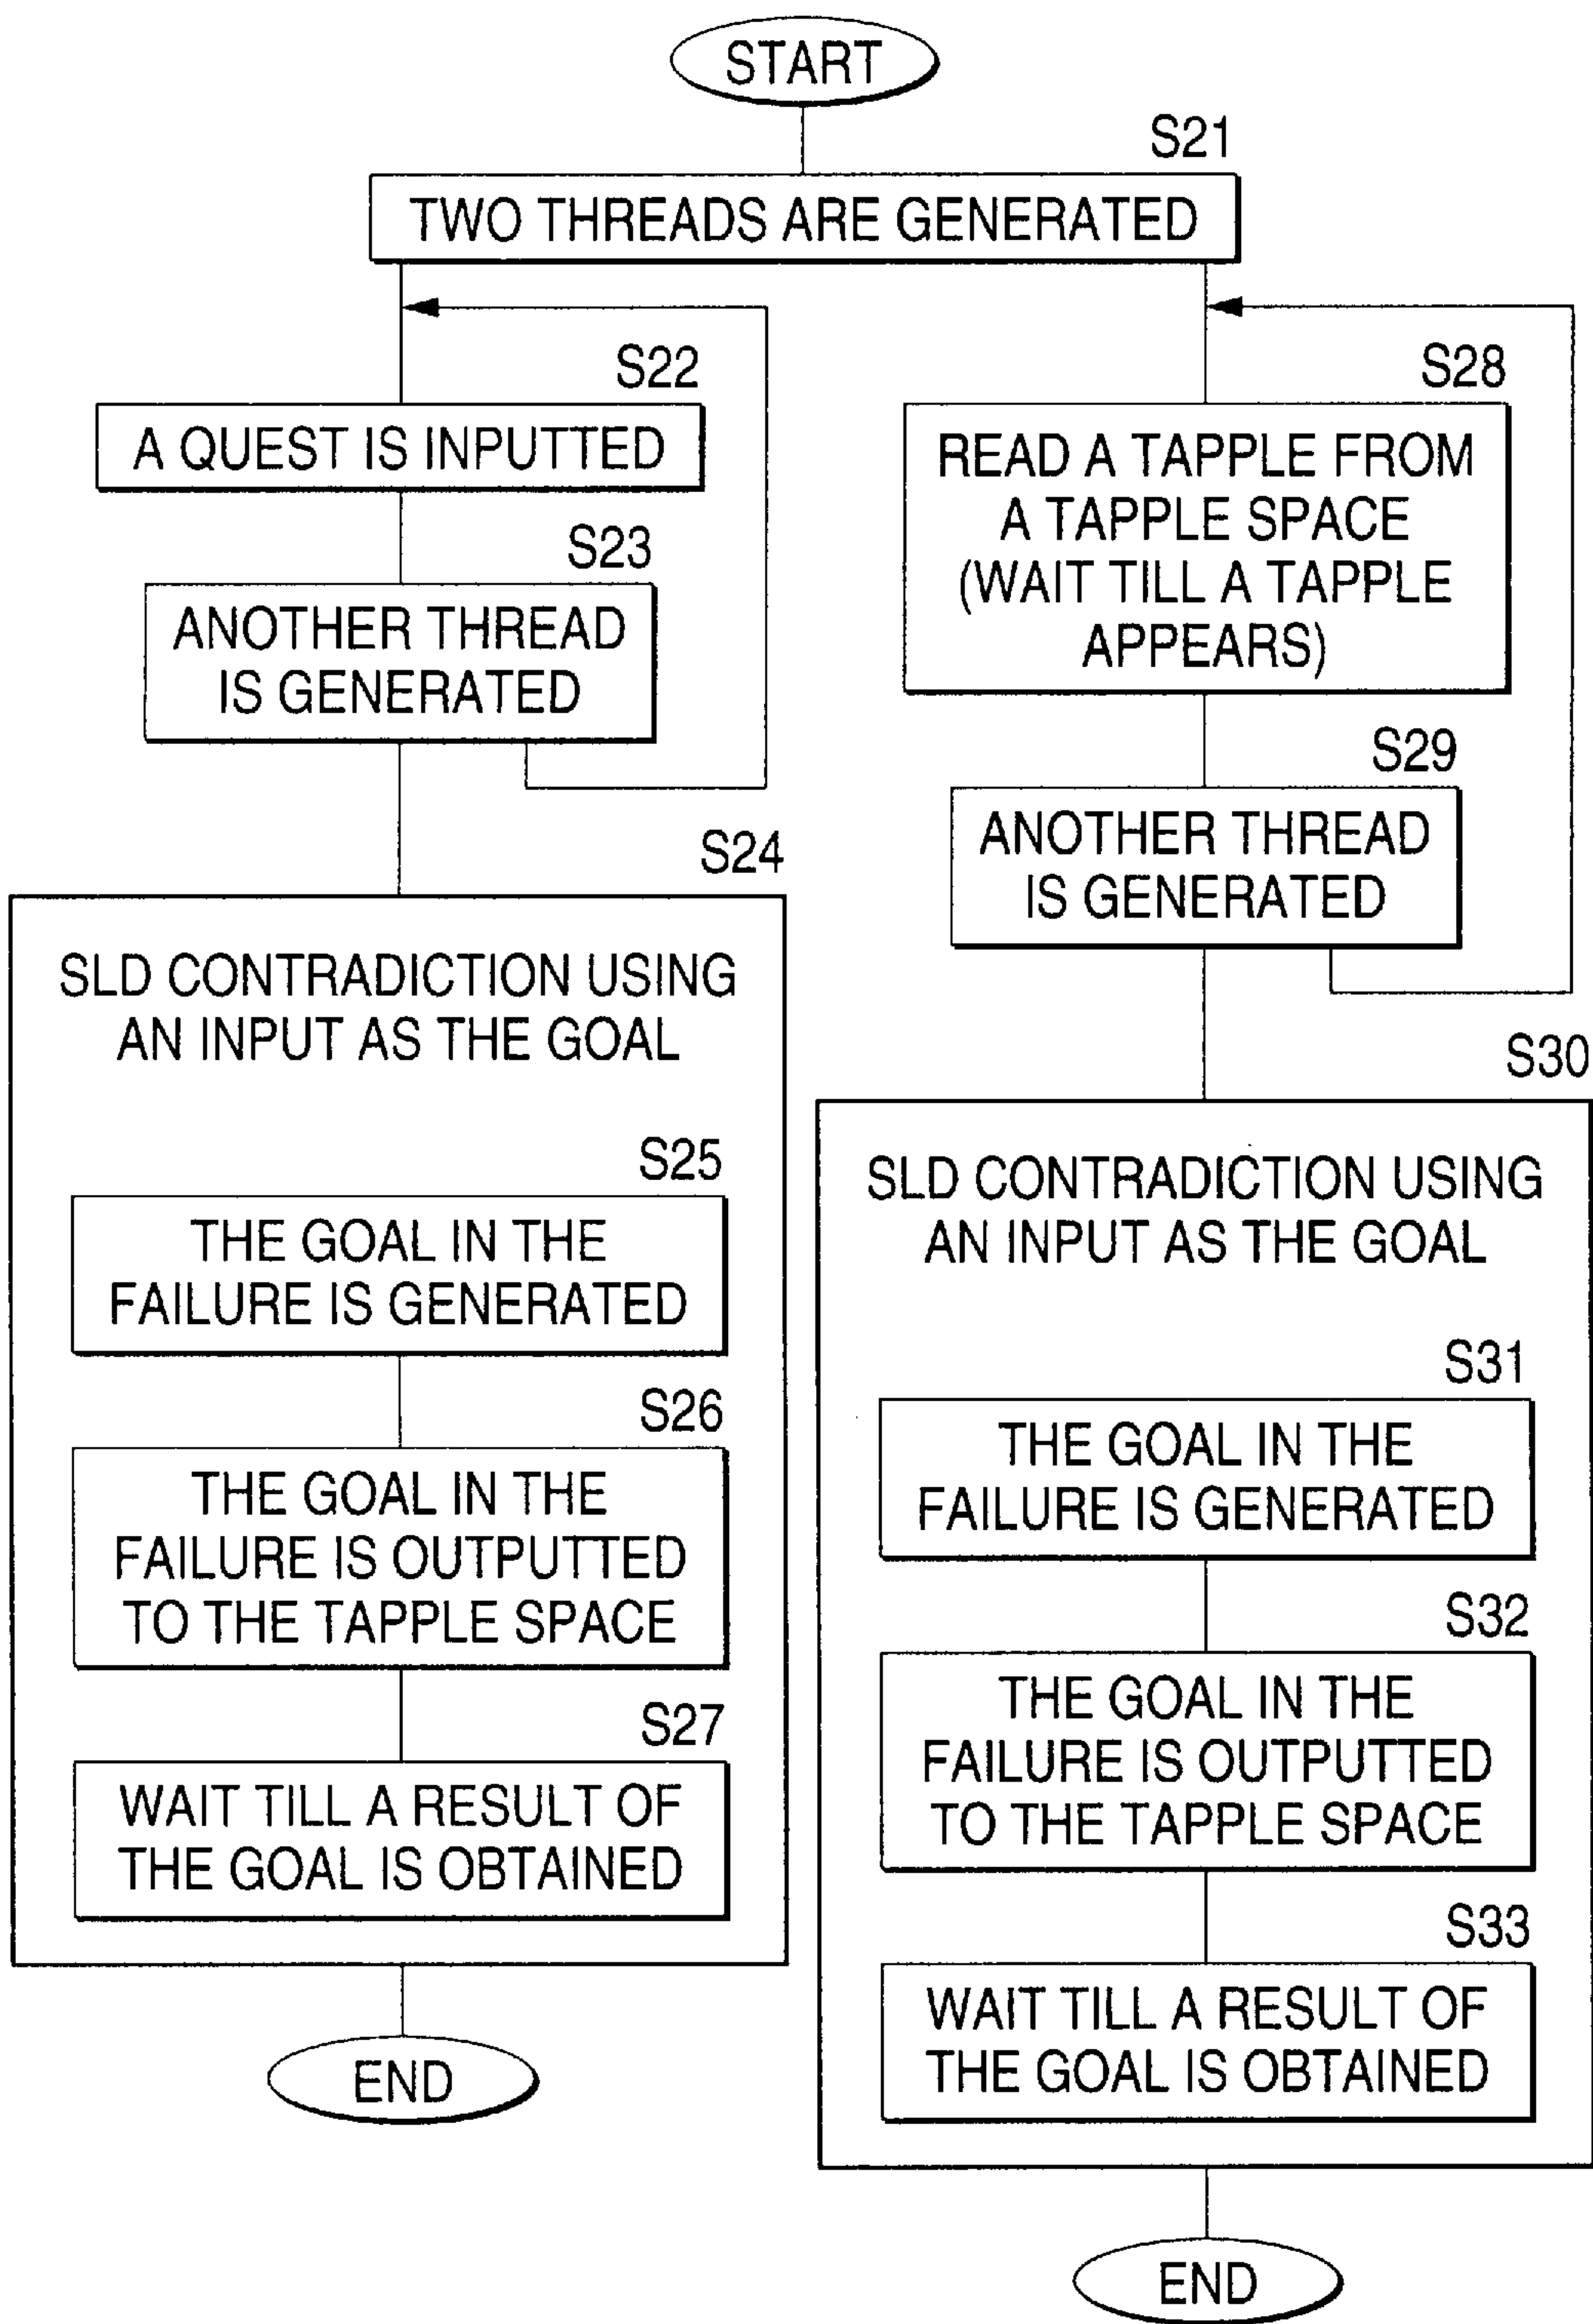 START
S21
TWO THREADS ARE GENERATED
S22
A QUEST IS INPUTTED
S23
ANOTHER THREAD
IS GENERATED
S24
SLD CONTRADICTION USING
AN INPUT AS THE GOAL
S25
THE GOAL IN THE
FAILURE IS GENERATED
S26
THE GOAL IN THE
FAILURE IS OUTPUTTED
TO THE TAPPLE SPACE
S27
WAIT TILL A RESULT OF
THE GOAL IS OBTAINED
END
S28
READ A TAPPLE FROM
A TAPPLE SPACE
(WAIT TILL A TAPPLE
APPEARS)
S29
ANOTHER THREAD
IS GENERATED
S30
SLD CONTRADICTION USING
AN INPUT AS THE GOAL
S31
THE GOAL IN THE
FAILURE IS GENERATED
S32
THE GOAL IN THE
FAILURE IS OUTPUTTED
TO THE TAPPLE SPACE
S33
WAIT TILL A RESULT OF
THE GOAL IS OBTAINED
END